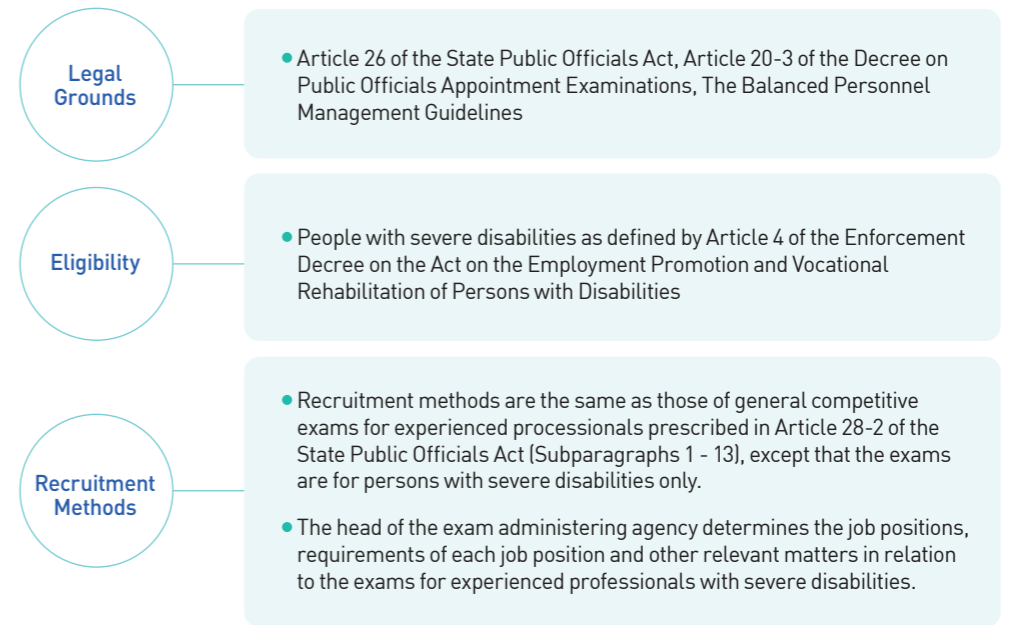 Legal
Grounds
• Article 26 of the State Public Officials Act, Article 20-3 of the Decree on
Public Officials Appointment Examinations, The Balanced Personnel
Management Guidelines
Eligibility
• People with severe disabilities as defined by Article 4 of the Enforcement
Decree on the Act on the Employment Promotion and Vocational
Rehabilitation of Persons with Disabilities
Recruitment
Methods
• Recruitment methods are the same as those of general competitive
exams for experienced processionals prescribed in Article 28-2 of the
State Public Officials Act (Subparagraphs 1 - 13), except that the exams
are for persons with severe disabilities only.
• The head of the exam administering agency determines the job positions,
requirements of each job position and other relevant matters in relation
to the exams for experienced professionals with severe disabilities.